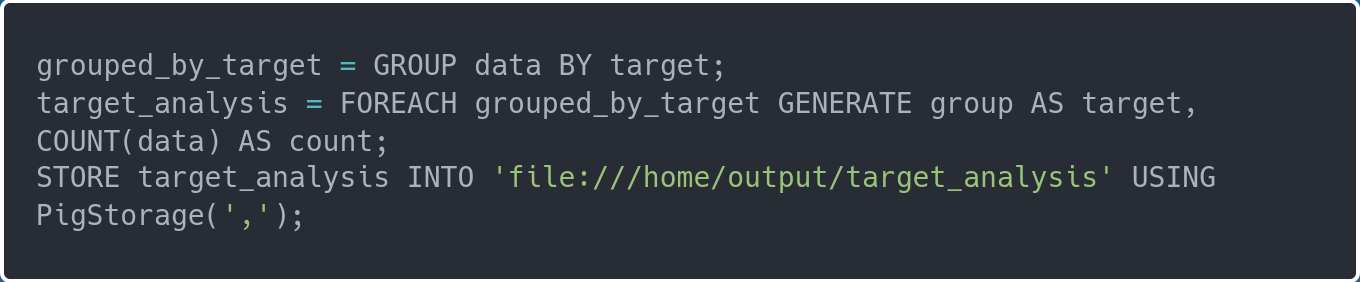 grouped_by_target = GROUP data BY target;
target_analysis = FOREACH grouped_by_target GENERATE group AS target,
COUNT(data) AS count;
STORE target_analysis INTO 'file:///home/output/target_analysis' USING
PigStorage(',');